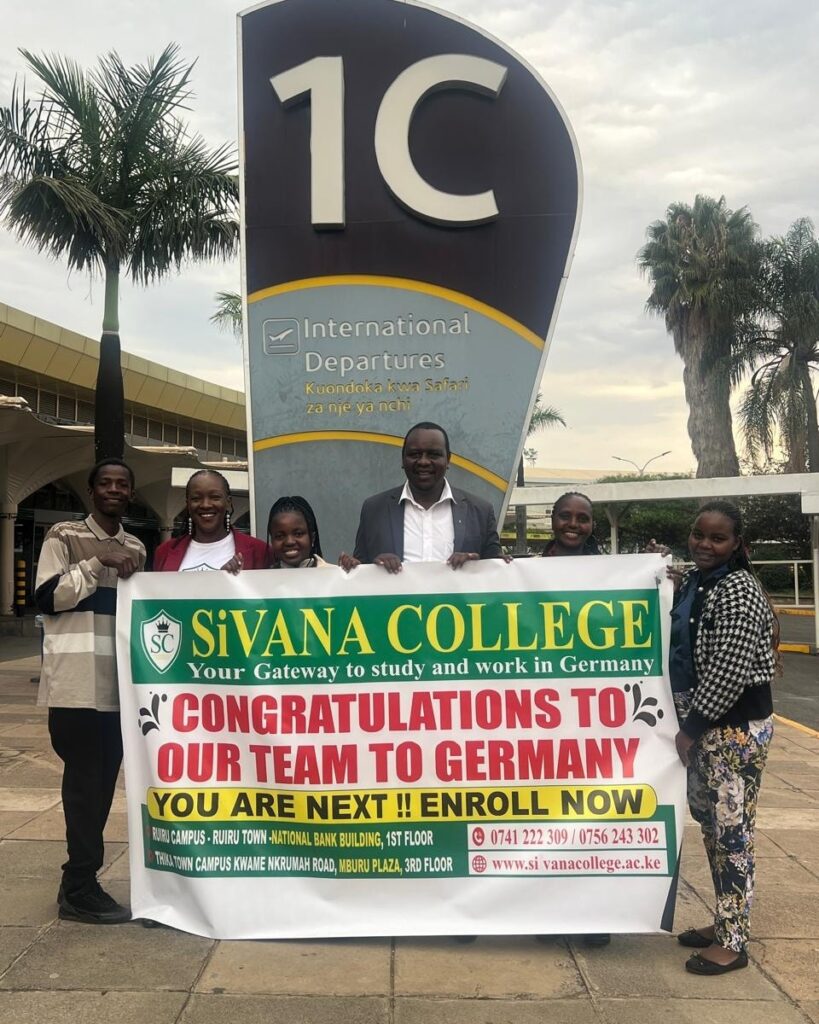 1C
International
Departures
Kuondoka kwa Safari
za nje ya nchi
SC
SiVANA COLLEGE
Your Gateway to study and work in Germany
CONGRATULATIONS TO
OUR TEAM TO GERMANY
YOU ARE NEXT !! ENROLL NOW
RUIRU CAMPUS - RUIRU TOWN -NATIONAL BANK BUILDING, 1ST FLOOR
THIKA TOWN CAMPUS KWAME NKRUMAH ROAD, MBURU PLAZA, 3RD FLOOR
0741 222 309 / 0756 243 302
www.si vanacollege.ac.ke